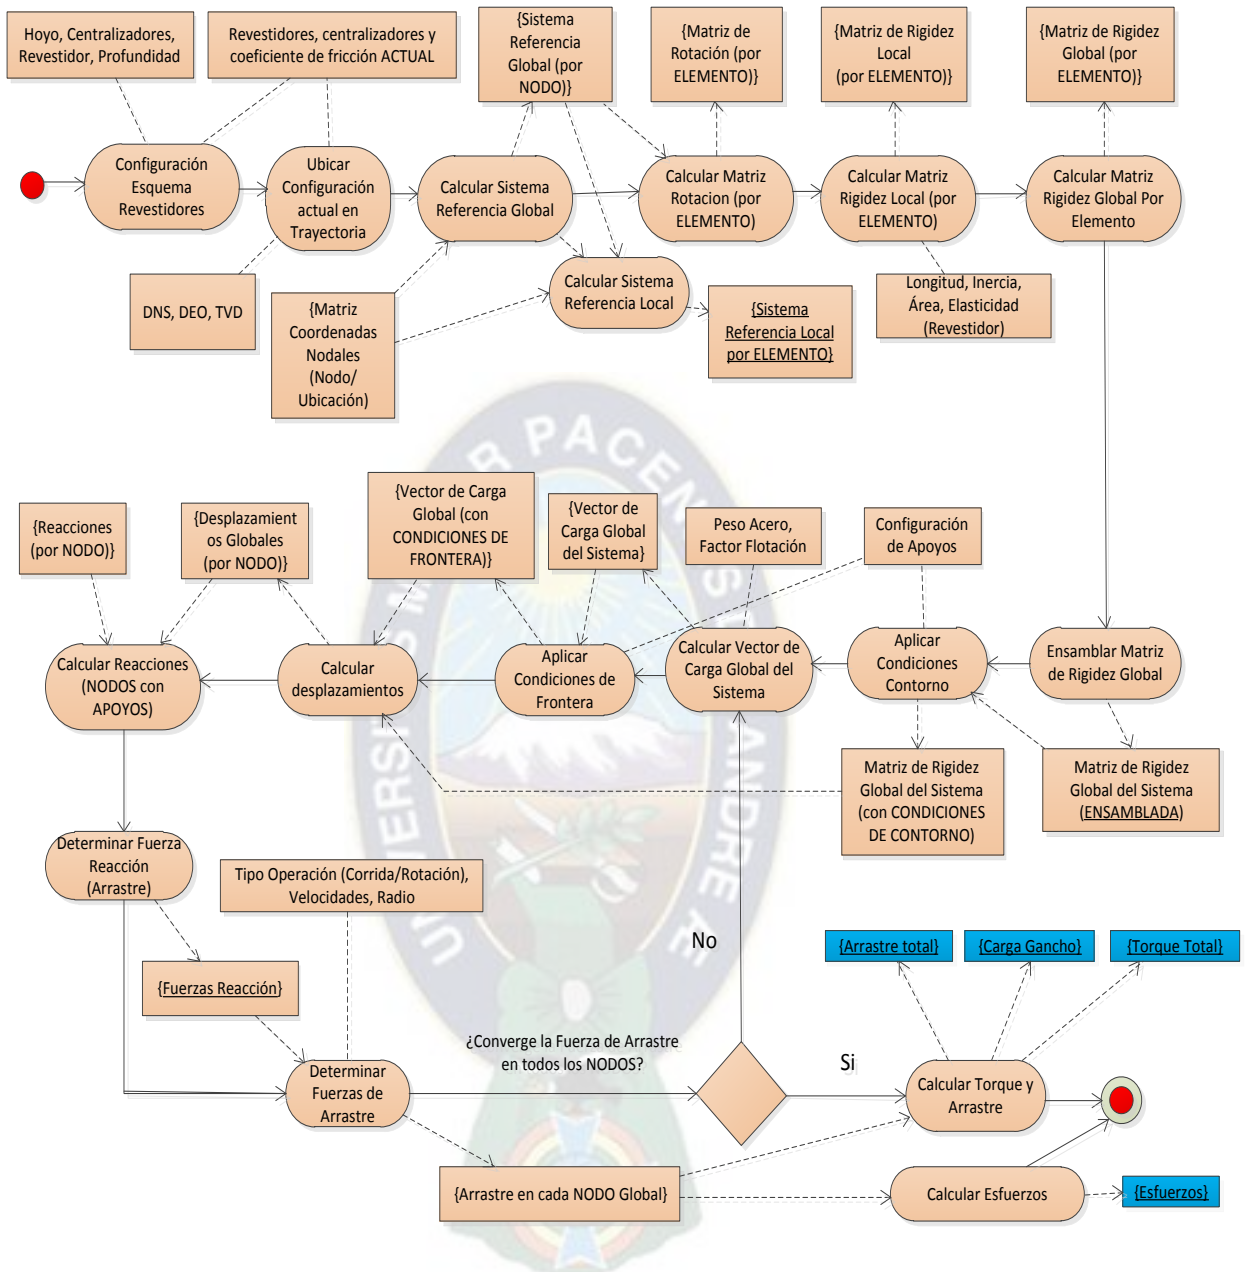 Hoyo, Centralizadores,
Revestidor, Profundidad
Revestidores, centralizadores y
coeficiente de fricción ACTUAL
{Sistema
Referencia
Global (por
NODO)}
{Matriz de
Rotación (por
ELEMENTO)}
{Matriz de Rigidez
Local
(por ELEMENTO)}
{Matriz de Rigidez
Global (por
ELEMENTO)}
Configuración
Esquema
Revestidores
Ubicar
Configuración
actual en
Trayectoria
Calcular Sistema
Referencia Global
Calcular Matriz
Rotacion (por
ELEMENTO)
Calcular Matriz
Rigidez Local (por
ELEMENTO)
Calcular Matriz
Rigidez Global Por
Elemento
DNS, DEO, TVD
{Matriz
Coordenadas
Nodales
(Nodo/
Ubicación)
Calcular Sistema
Referencia Local
{Sistema
Referencia Local
por ELEMENTO}
Longitud, Inercia,
Área, Elasticidad
(Revestidor)
{Reacciones
(por NODO)}
{Desplazamient
os Globales
(por NODO)}
{Vector de Carga
Global (con
CONDICIONES DE
FRONTERA)}
{Vector de
Carga Global
del Sistema}
Peso Acero,
Factor Flotación
Configuración
de Apoyos
Calcular Reacciones
(NODOS con
APOYOS)
Calcular
desplazamientos
Aplicar
Condiciones de
Frontera
Calcular Vector de
Carga Global del
Sistema
Aplicar
Condiciones
Contorno
Ensamblar Matriz
de Rigidez Global
Matriz de Rigidez
Global del Sistema
(con CONDICIONES
DE CONTORNO)
Matriz de Rigidez
Global del Sistema
(ENSAMBLADA)
Determinar Fuerza
Reacción
(Arrastre)
Tipo Operación (Corrida/Rotación),
Velocidades, Radio
No
{Arrastre total}
{Carga Gancho}
{Torque Total}
{Fuerzas Reacción}
¿Converge la Fuerza de Arrastre
en todos los NODOS?
Si
Determinar
Fuerzas de
Arrastre
Calcular Torque y
Arrastre
{Arrastre en cada NODO Global}
Calcular Esfuerzos
{Esfuerzos}